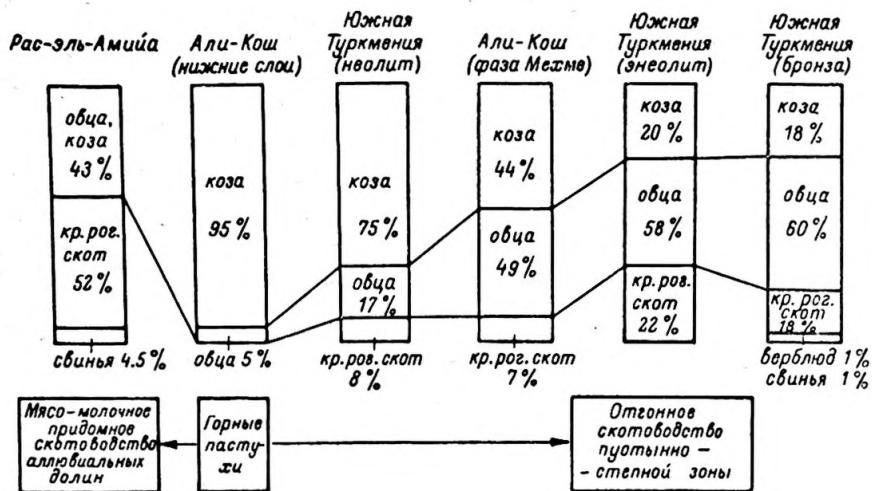 Рас-эль-Амийа
овца,
коза
43%
кр.рог.
скот
52%
свинья 4.5%
Али-Кош
(нижние слои)
коза
95%
овца 5%
Южная
Туркмения
(нволит)
коза
75%
овца
17%
кр.рог.скот
8%
Али-Кош
(фаза Мехме)
коза
44%
овца
49%
кр.рог.скот
7%
Южная
Туркмения
(энеолит)
коза
20%
овца
58%
кр.рог.
скот
22%
Южная
Туркмения
(бронза)
коза
18%
овца
60%
кр. рог.
скот
18%
верблюд 1%
свинья 1%
Мясо-молочное
придомное
скотоводство
аллювиальных
долин
Горные
пасту-
хи
Отгонное
скотоводство
пуотынно-
-степной зоны